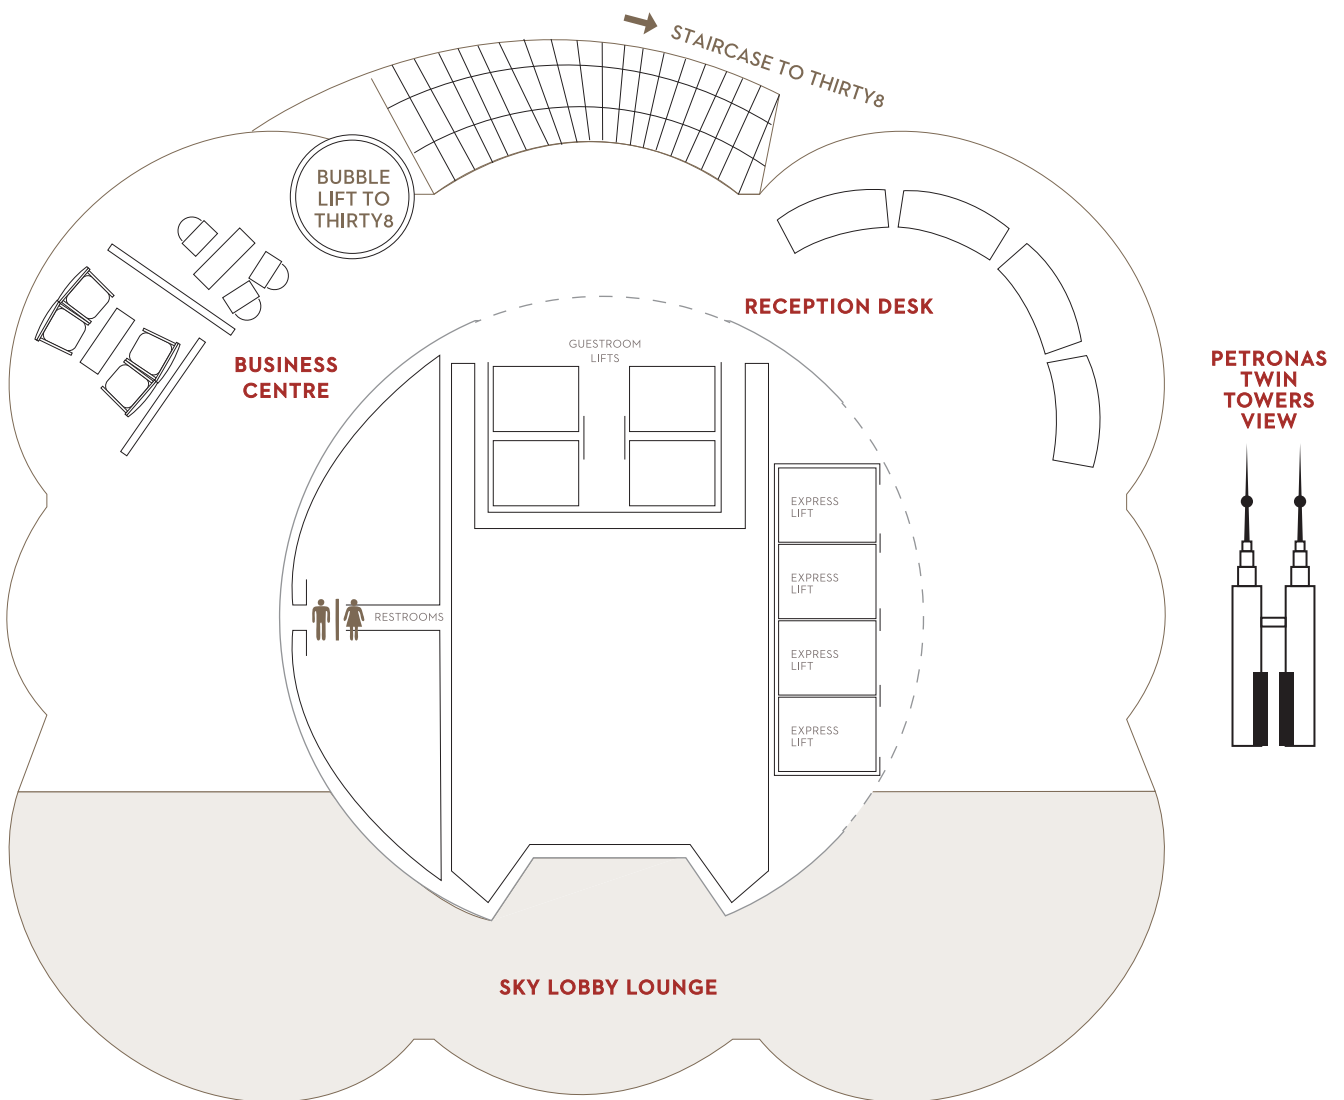 STAIRCASE TO THIRTY8
BUBBLE
LIFT TO
THIRTY8
RECEPTION DESK
GUESTROOM
LIFTS
BUSINESS
CENTRE
PETRONAS
TWIN
TOWERS
VIEW
EXPRESS
LIFT
EXPRESS
LIFT
RESTROOMS
EXPRESS
LIFT
EXPRESS
LIFT
SKY LOBBY LOUNGE